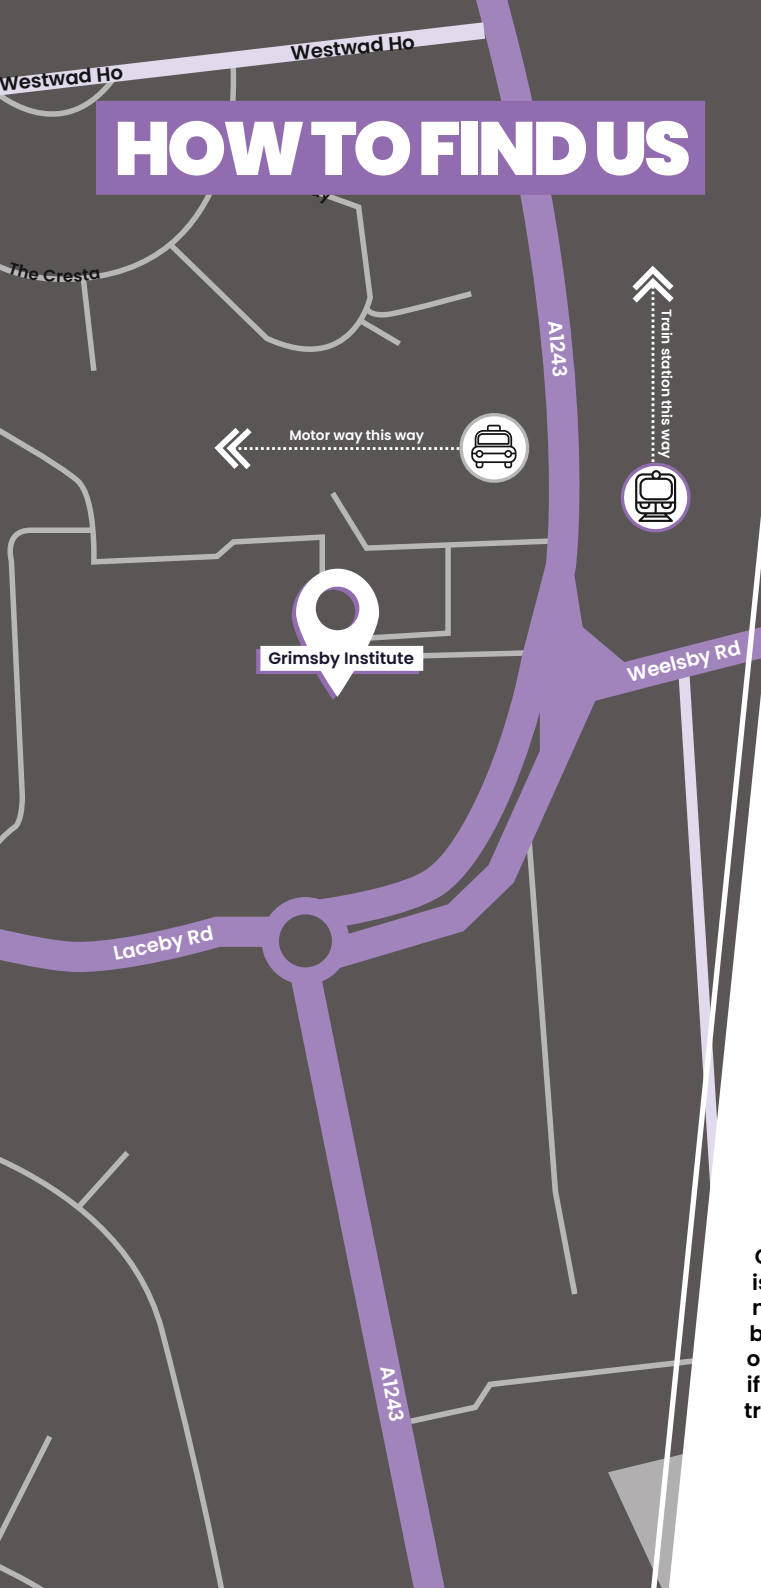 Westwad Ho
Westwad Ho
HOW TO FIND US
The Cresta
A1243
Train station this way
Motor way this way
Grimsby Institute
Weelsby Rd
Laceby Rd
A1243
if